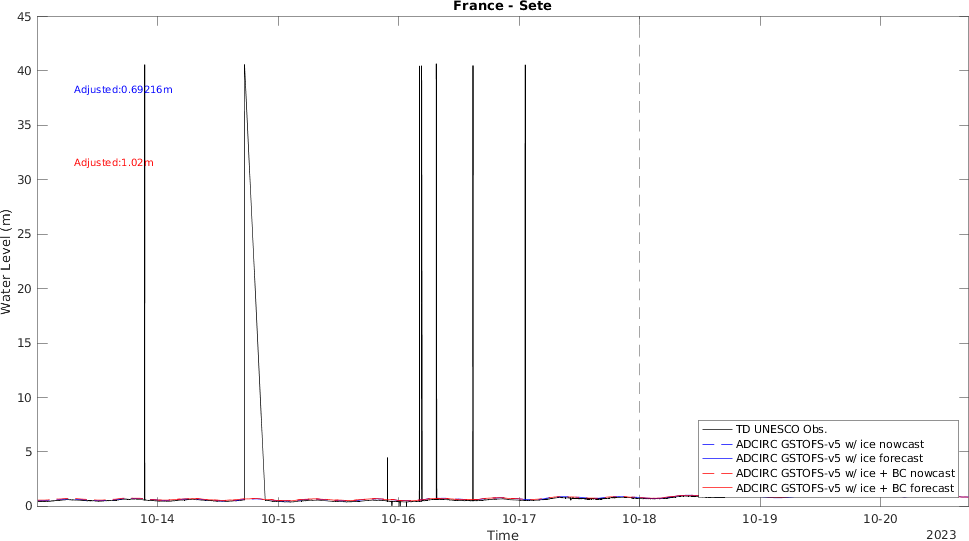 France - Sete
45
40
35
30
25
20
15
10
5
0
Water Level (m)
Adjusted:0.69216m
Adjusted:1.02m
TD UNESCO Obs.
ADCIRC GSTOFS-v5 w/ ice nowcast
ADCIRC GSTOFS-v5 w/ ice forecast
ADCIRC GSTOFS-v5 w/ ice + BC nowcast
ADCIRC GSTOFS-v5 w/ ice + BC forecast
10-14 10-15 10-16 10-17 10-18 10-19 10-20
Time
2023